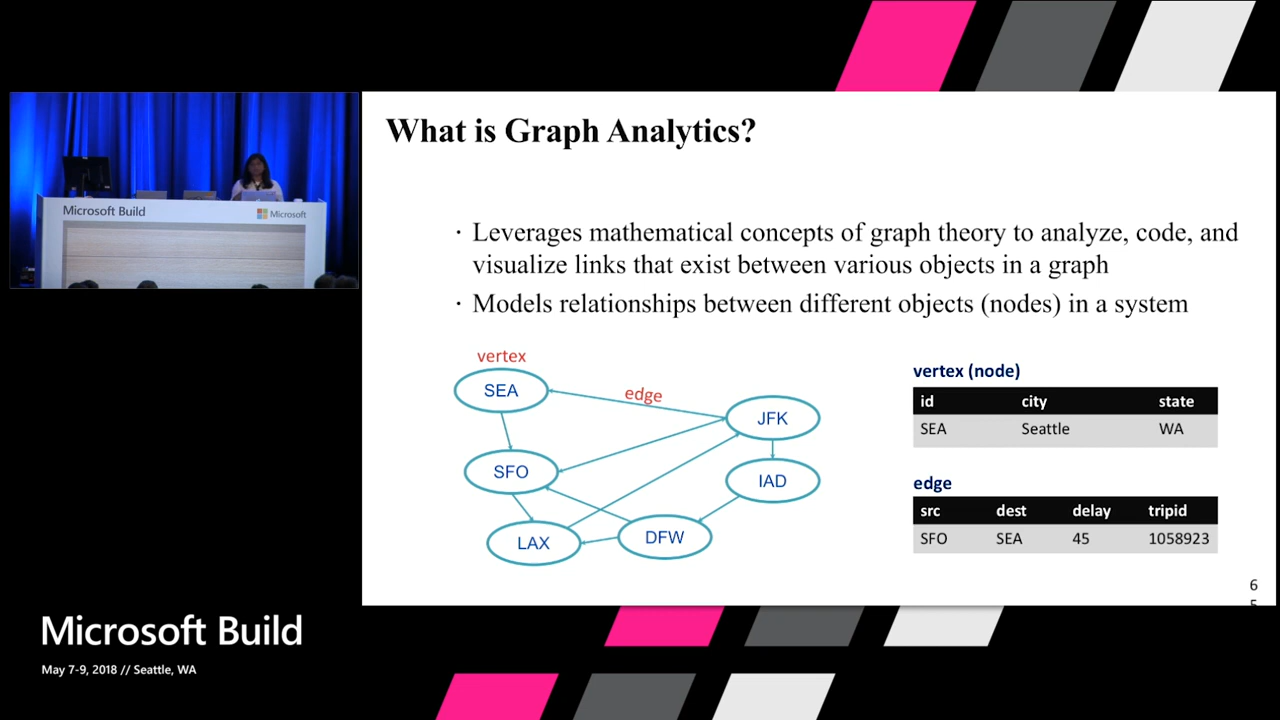 What is Graph Analytics?
· Leverages mathematical concepts of graph theory to analyze, code, and
visualize links that exist between various objects in a graph
· Models relationships between different objects (nodes) in a system
vertex
SEA
edge
JFK
SFO
IAD
LAX
DFW
vertex (node)
id city state
SEA Seattle WA
edge
src dest delay tripid
SFO SEA 45 1058923
6
5
Microsoft Build
Microsoft
Microsoft Build
May 7-9, 2018 // Seattle, WA